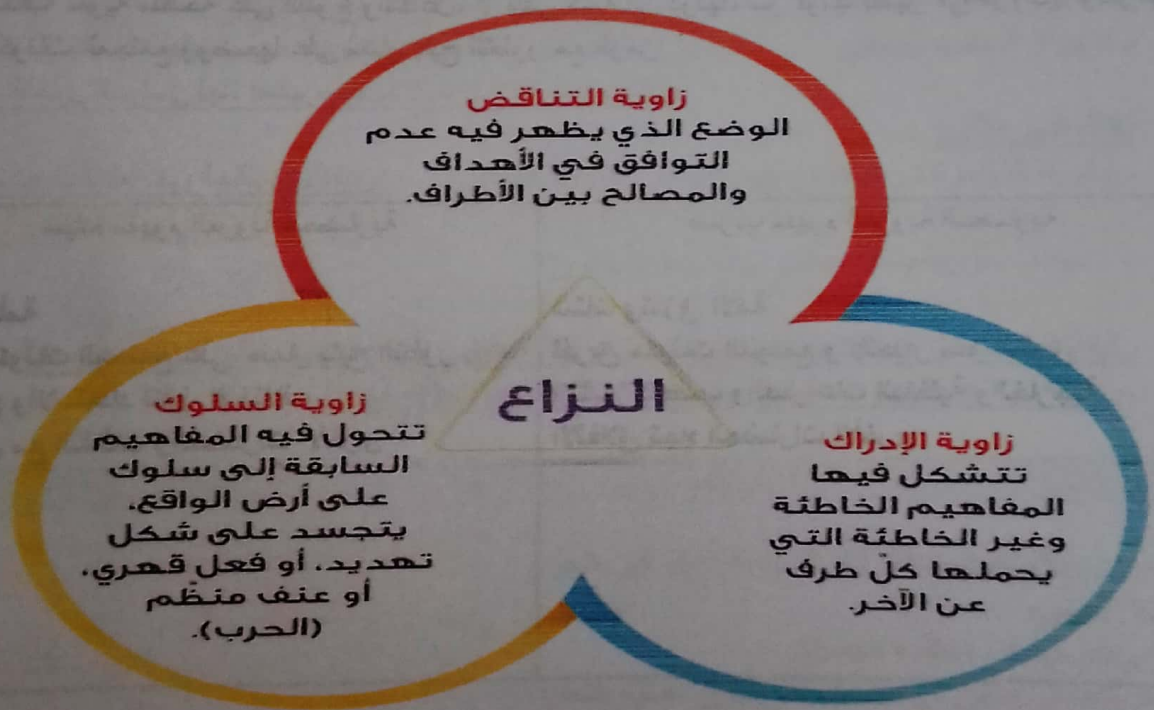 زاوية التناقض
الوضع الذي يظهر فيه عدم
التوافق في الأهداف
والمصالح بين الأطراف.
النزاع
زاوية الإدراك
تتشكل فيها
المفاهيم الخاطئة
وغير الخاطئة التي
يحملها كلّ طرف
عن الآخر.
زاوية السلوك
تتحول فيه المفاهيم
السابقة إلى سلوك
على أرض الواقع،
يتجسد على شكل
تهديد، أو فعل قهري،
أو عنف منظّم
(الحرب).